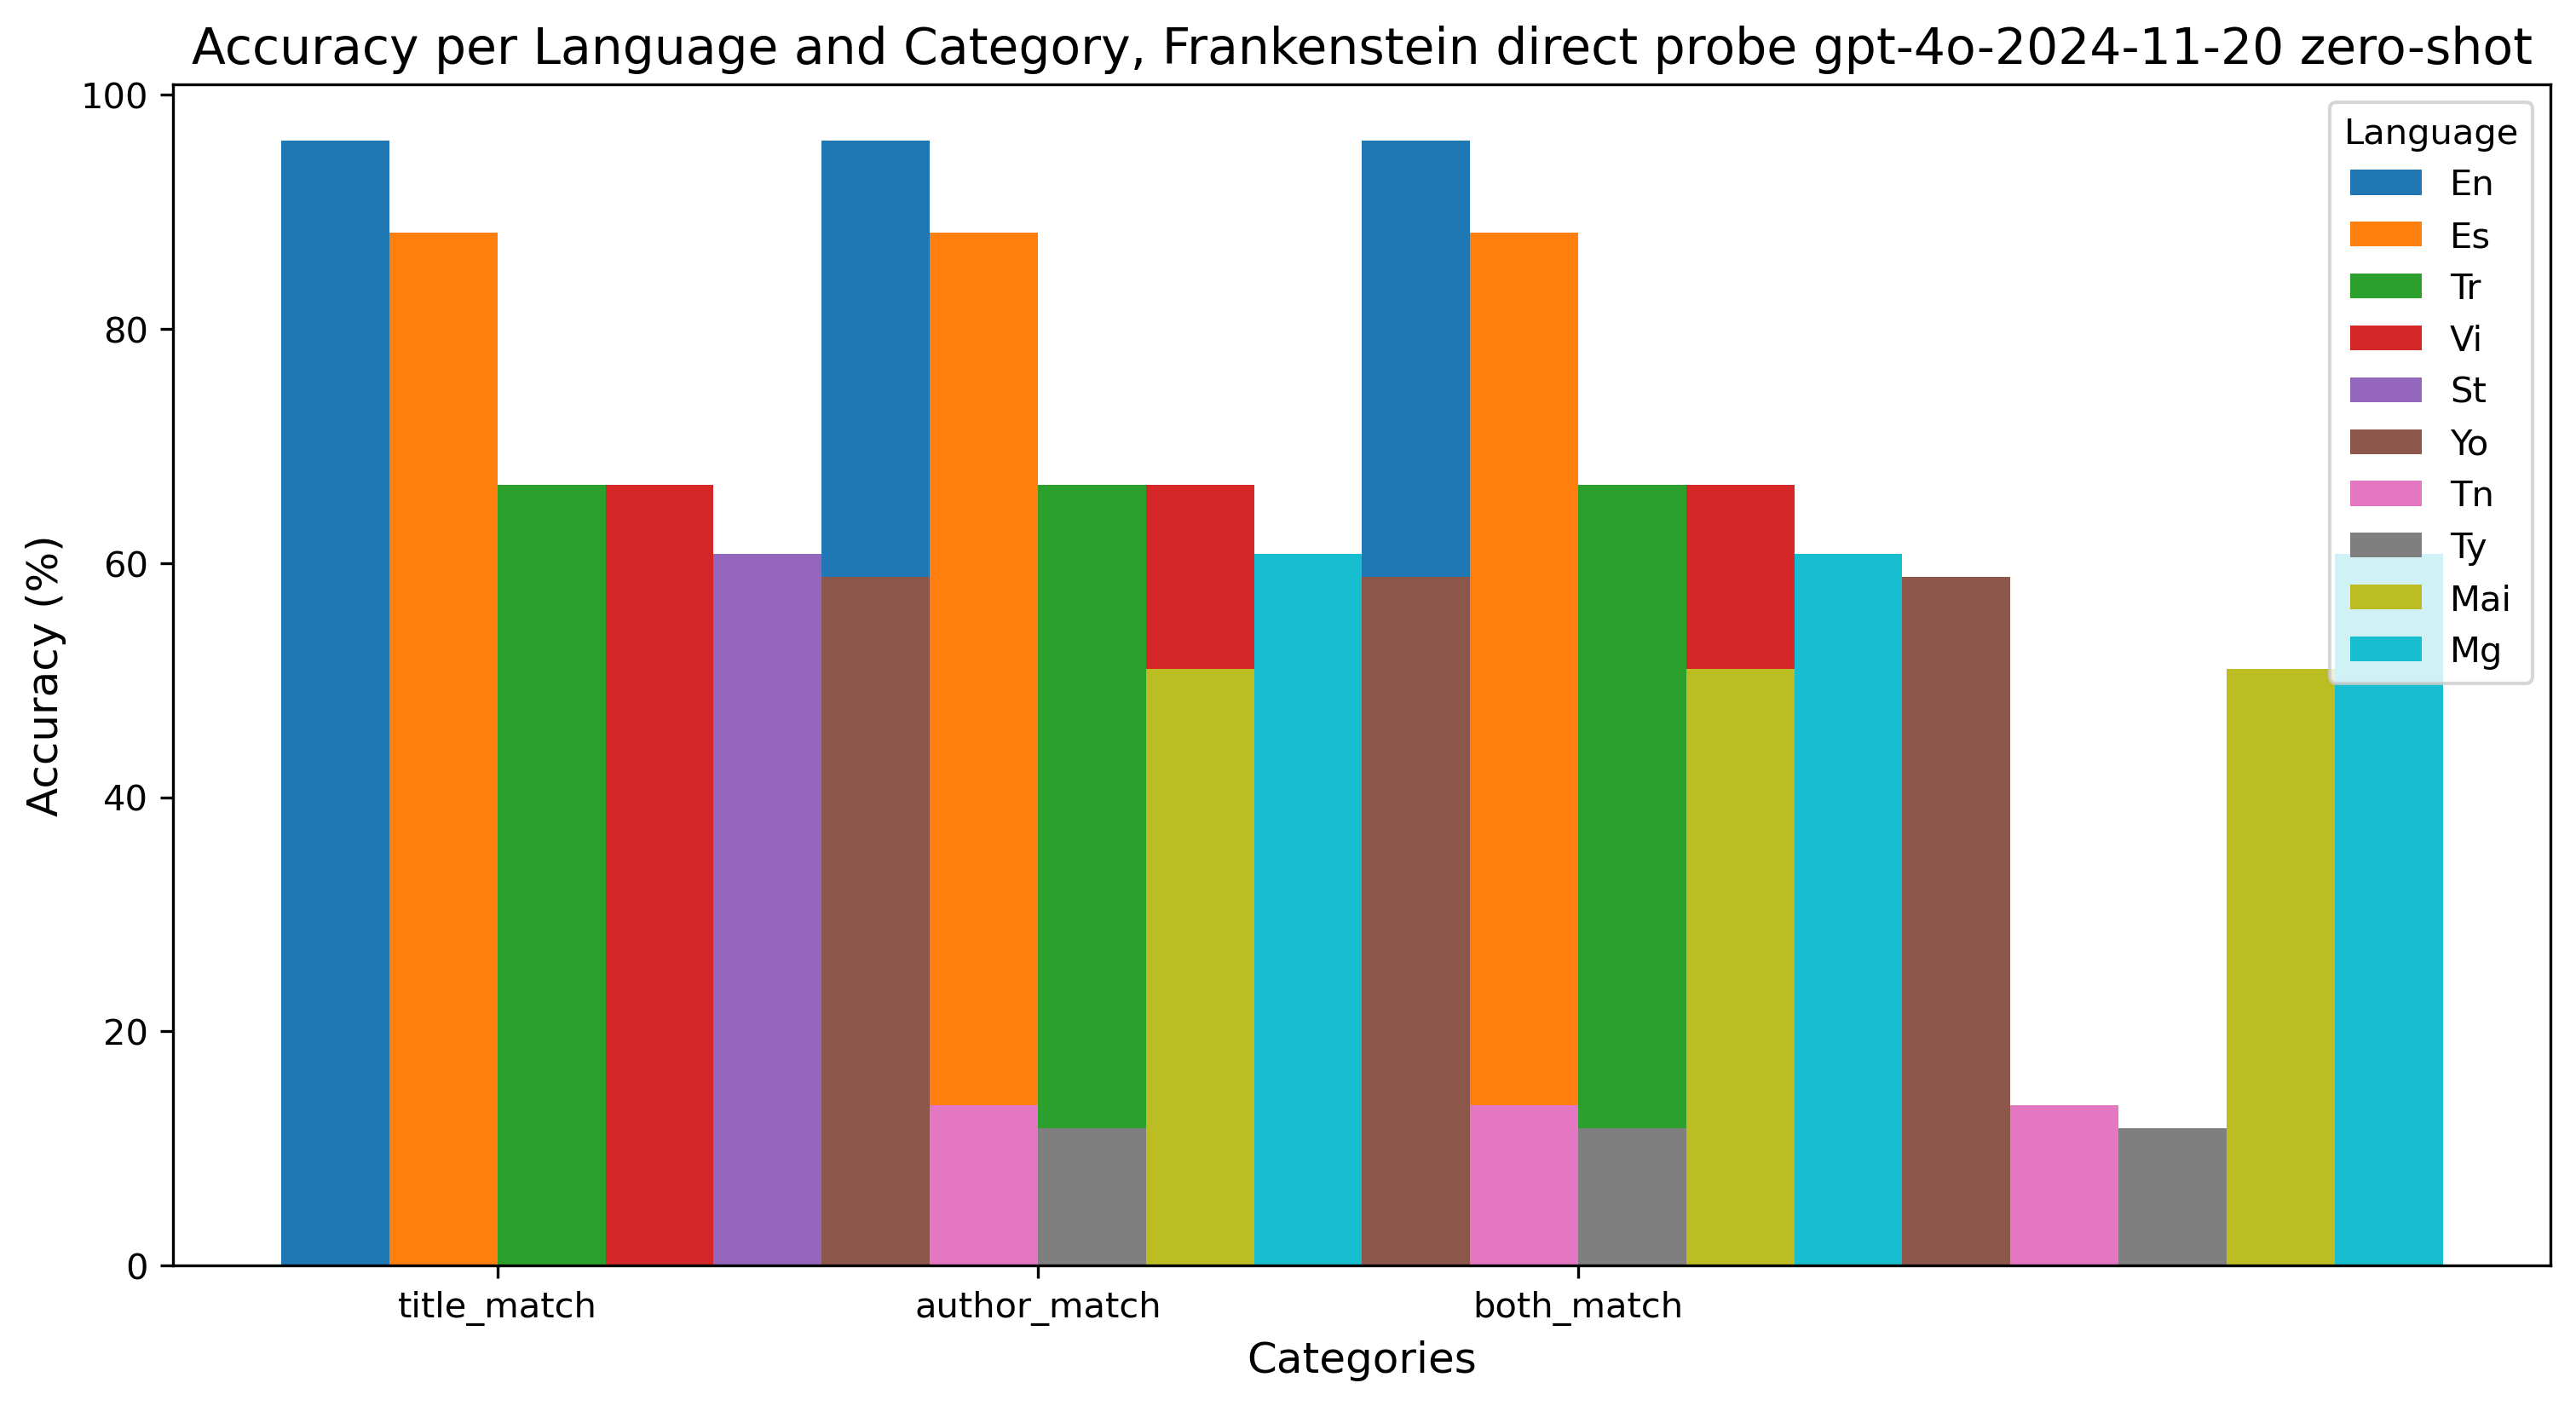 Accuracy per Language and Category, Frankenstein direct probe gpt-4o-2024-11-20 zero-shot
Accuracy (%)
100
80
60
40
20
0
title_match author_match both_match
Categories
Language
En
Es
Tr
Vi
St
Yo
Tn
Ty
Mai
Mg